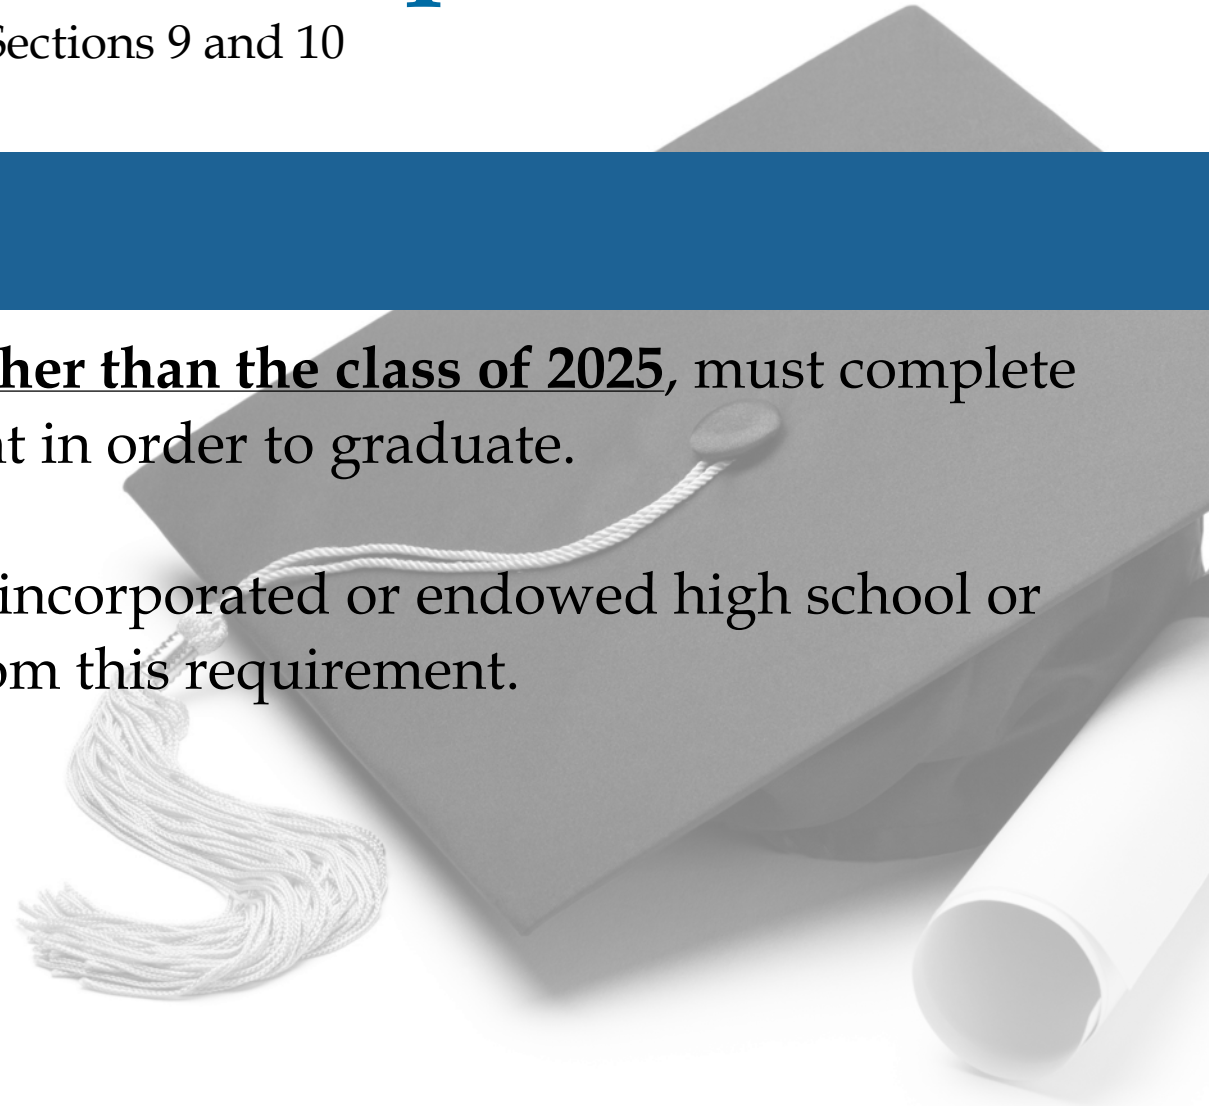 Sections 9 and 10
her than the class of 2025, must complete
t in order to graduate.
incorporated or endowed high school or
om this requirement.